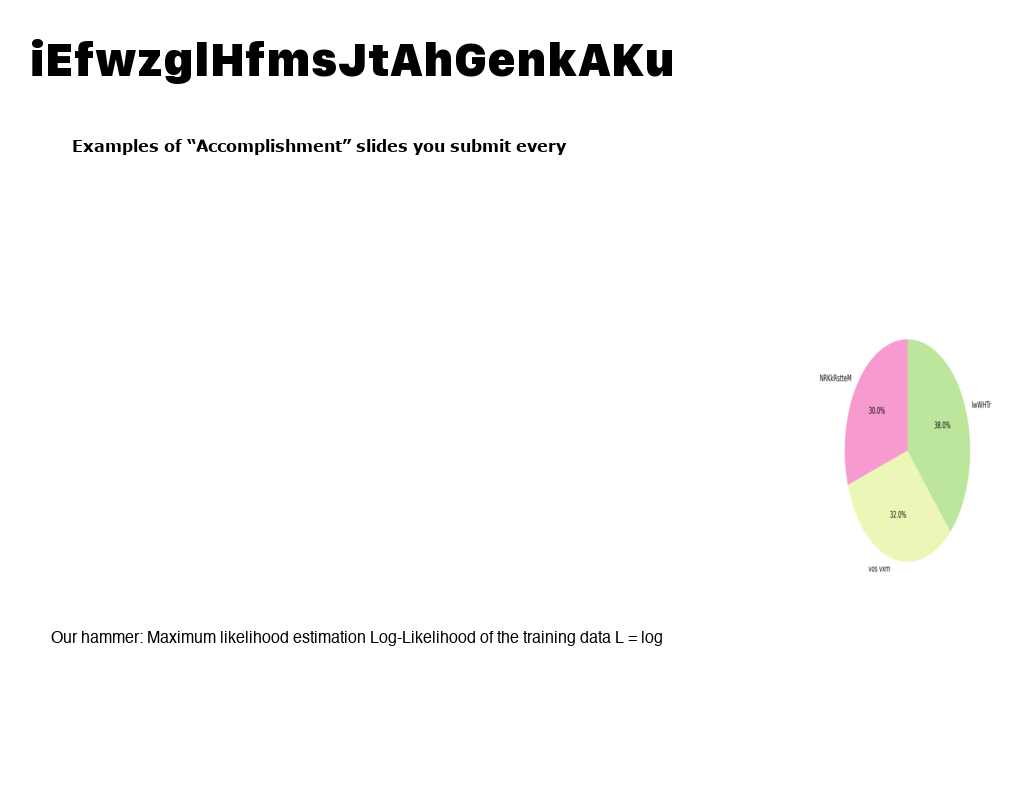 iEfwzglHfmsJtAhGenkAKu
Examples of “Accomplishment” slides you submit every
NRKkRstteM
IwWHTr
30.0%
38.0%
32.0%
vos vxm
Our hammer: Maximum likelihood estimation Log-Likelihood of the training data L = log